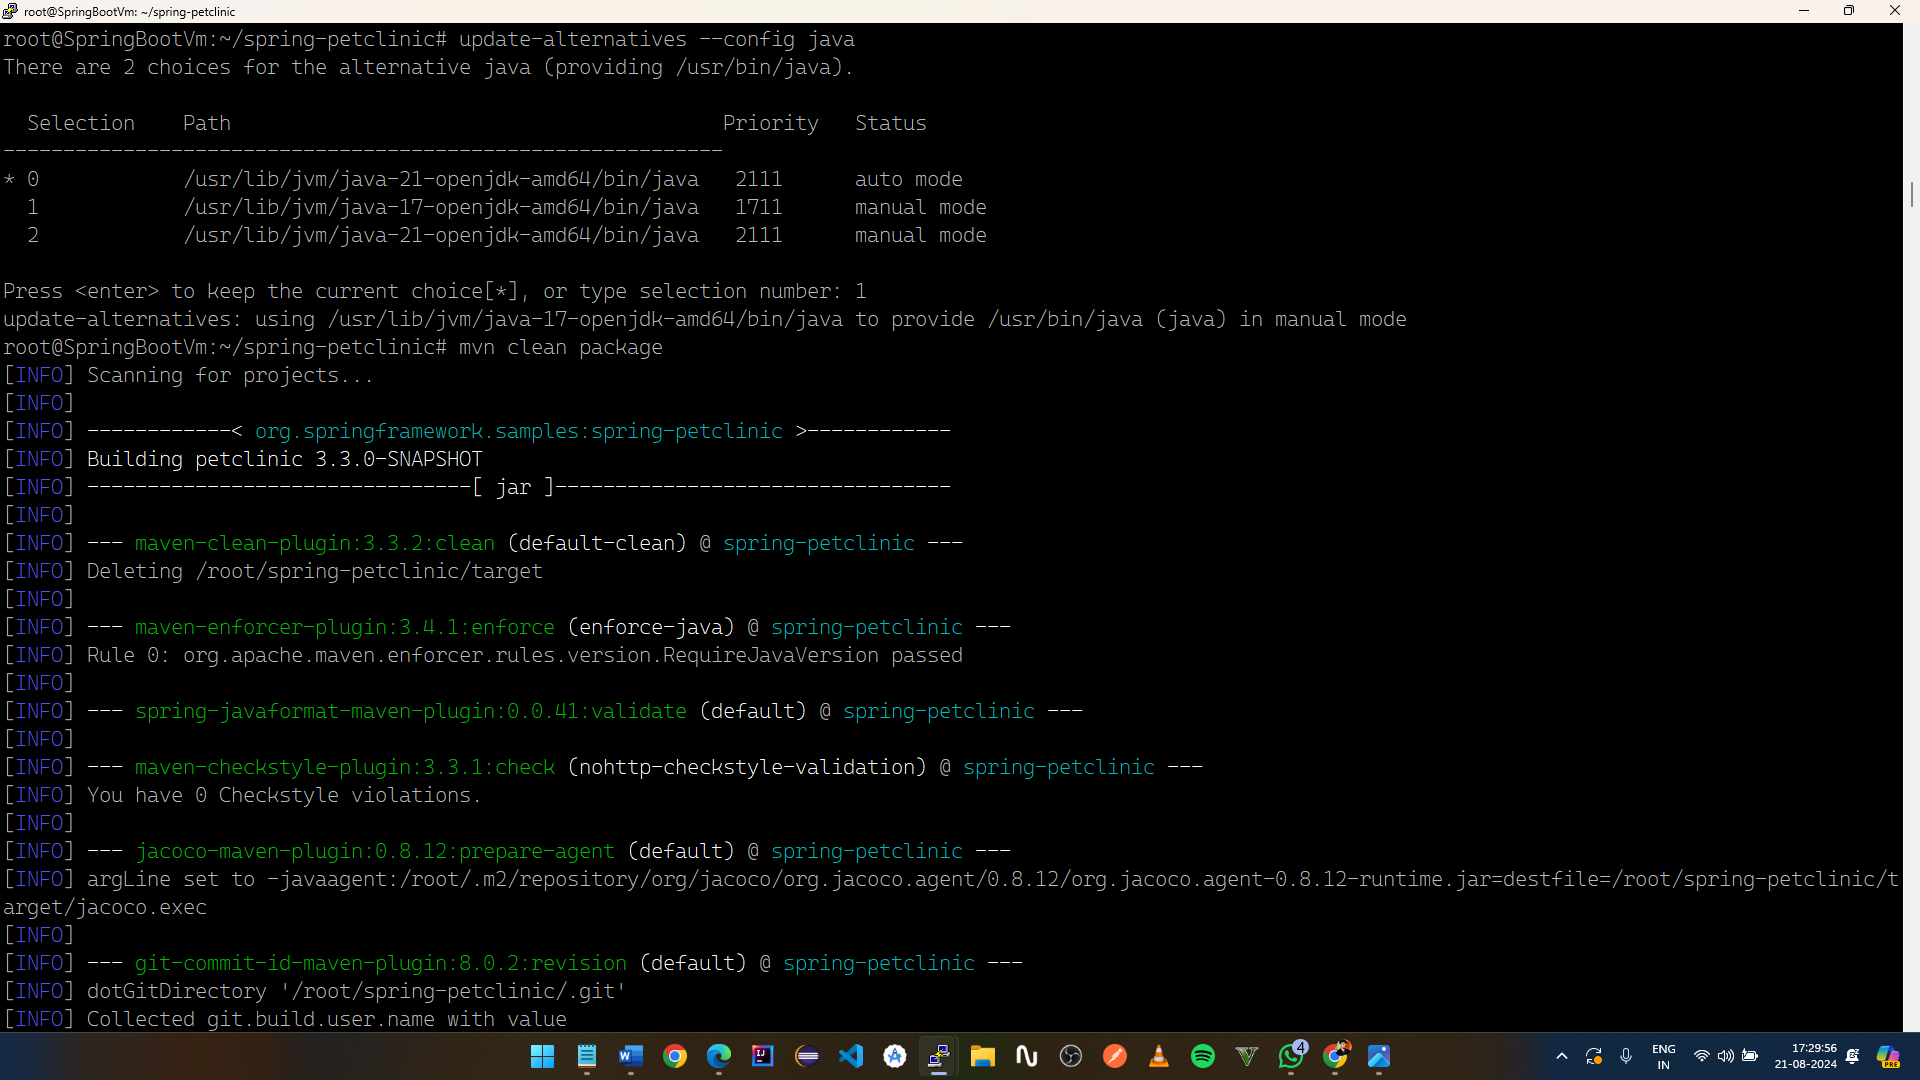 root@SpringBootVm: ~/spring-petclinic
root@SpringBootVm:~/spring-petclinic# update-alternatives --config java
There are 2 choices for the alternative java (providing /usr/bin/java).
  Selection    Path                                         Priority   Status
------------------------------------------------------------
* 0            /usr/lib/jvm/java-21-openjdk-amd64/bin/java   2111      auto mode
  1            /usr/lib/jvm/java-17-openjdk-amd64/bin/java   1711      manual mode
  2            /usr/lib/jvm/java-21-openjdk-amd64/bin/java   2111      manual mode
Press <enter> to keep the current choice[*], or type selection number: 1
update-alternatives: using /usr/lib/jvm/java-17-openjdk-amd64/bin/java to provide /usr/bin/java (java) in manual mode
root@SpringBootVm:~/spring-petclinic# mvn clean package
[INFO] Scanning for projects...
[INFO]
[INFO] ------------< org.springframework.samples:spring-petclinic >------------
[INFO] Building petclinic 3.3.0-SNAPSHOT
[INFO] --------------------------------[ jar ]---------------------------------
[INFO]
[INFO] --- maven-clean-plugin:3.3.2:clean (default-clean) @ spring-petclinic ---
[INFO] Deleting /root/spring-petclinic/target
[INFO]
[INFO] --- maven-enforcer-plugin:3.4.1:enforce (enforce-java) @ spring-petclinic ---
[INFO] Rule 0: org.apache.maven.enforcer.rules.version.RequireJavaVersion passed
[INFO]
[INFO] --- spring-javaformat-maven-plugin:0.0.41:validate (default) @ spring-petclinic ---
[INFO]
[INFO] --- maven-checkstyle-plugin:3.3.1:check (nohttp-checkstyle-validation) @ spring-petclinic ---
[INFO] You have 0 Checkstyle violations.
[INFO]
[INFO] --- jacoco-maven-plugin:0.8.12:prepare-agent (default) @ spring-petclinic ---
[INFO] argLine set to -javaagent:/root/.m2/repository/org/jacoco/org.jacoco.agent/0.8.12/org.jacoco.agent-0.8.12-runtime.jar=destfile=/root/spring-petclinic/t
arget/jacoco.exec
[INFO]
[INFO] --- git-commit-id-maven-plugin:8.0.2:revision (default) @ spring-petclinic ---
[INFO] dotGitDirectory '/root/spring-petclinic/.git'
[INFO] Collected git.build.user.name with value
4
ENG
IN
17:29:56
21-08-2024
PRE